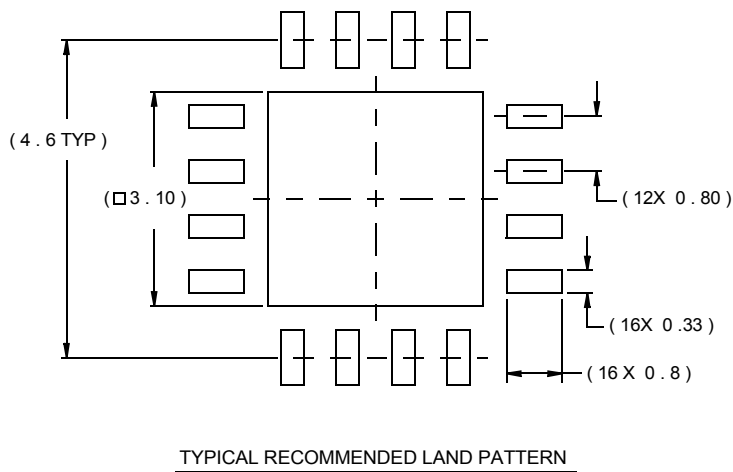 ( 4 . 6 TYP )
( □ 3 . 10 )
( 12X 0 . 80 )
( 16X 0 .33 )
( 16 X 0 . 8 )
TYPICAL RECOMMENDED LAND PATTERN